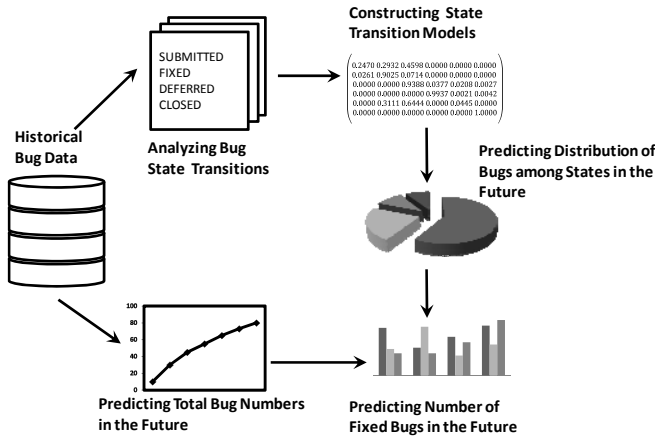 Constructing State
Transition Models
SUBMITTED
FIXED
DEFERRED
CLOSED
0.2470 0.2932 0.4598 0.0000 0.0000 0.0000
0.0261 0.9025 0.0714 0.0000 0.0000 0.0000
0.0000 0.0000 0.9388 0.0377 0.0208 0.0027
0.0000 0.0000 0.0000 0.9937 0.0021 0.0042
0.0000 0.3111 0.6444 0.0000 0.0445 0.0000
0.0000 0.0000 0.0000 0.0000 0.0000 1.0000
Historical
Bug Data
Analyzing Bug
State Transitions
Predicting Distribution of
Bugs among States in the
Future
100
80
60
40
20
0
Predicting Total Bug Numbers
in the Future
Predicting Number of
Fixed Bugs in the Future